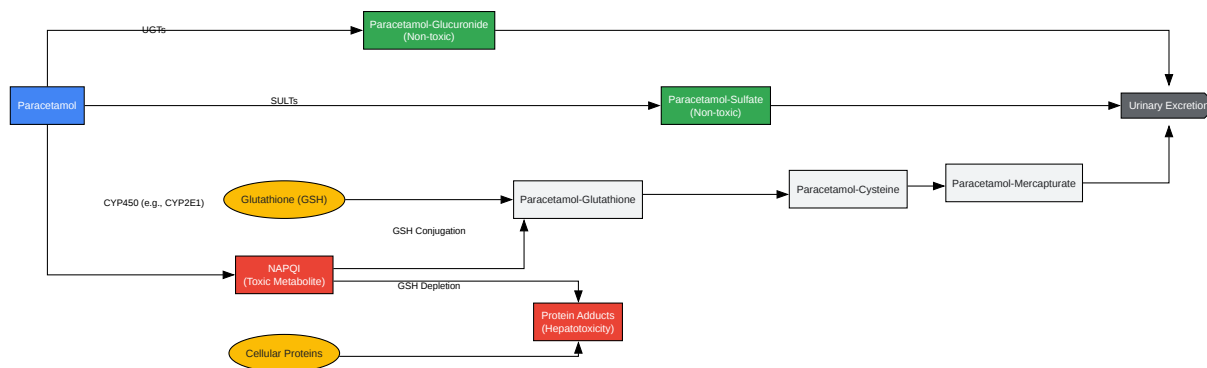 UGTs
Paracetamol-Glucuronide
(Non-toxic)
Paracetamol
SULTs
Paracetamol-Sulfate
(Non-toxic)
Urinary Excretion
CYP450 (e.g., CYP2E1)
Glutathione (GSH)
Paracetamol-Glutathione
Paracetamol-Cysteine
Paracetamol-Mercapturate
GSH Conjugation
NAPQI
(Toxic Metabolite)
GSH Depletion
Protein Adducts
(Hepatotoxicity)
Cellular Proteins